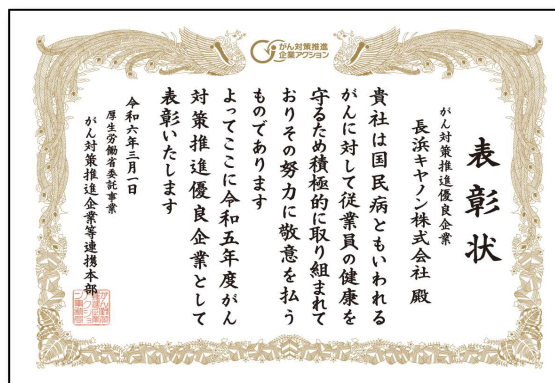 がん対策推進
企業アクション
表彰状
がん対策推進優良企業
長浜キヤノン株式会社 殿
貴社は国民病ともいわれる
がんに対して従業員の健康を
守るため積極的に取り組まれて
おりその努力に敬意を払う
ものであります
よってここに令和五年度がん
対策推進優良企業として
表彰いたします
令和六年三月一日
厚生労働省委託事業
がん対策推進企業等連携本部